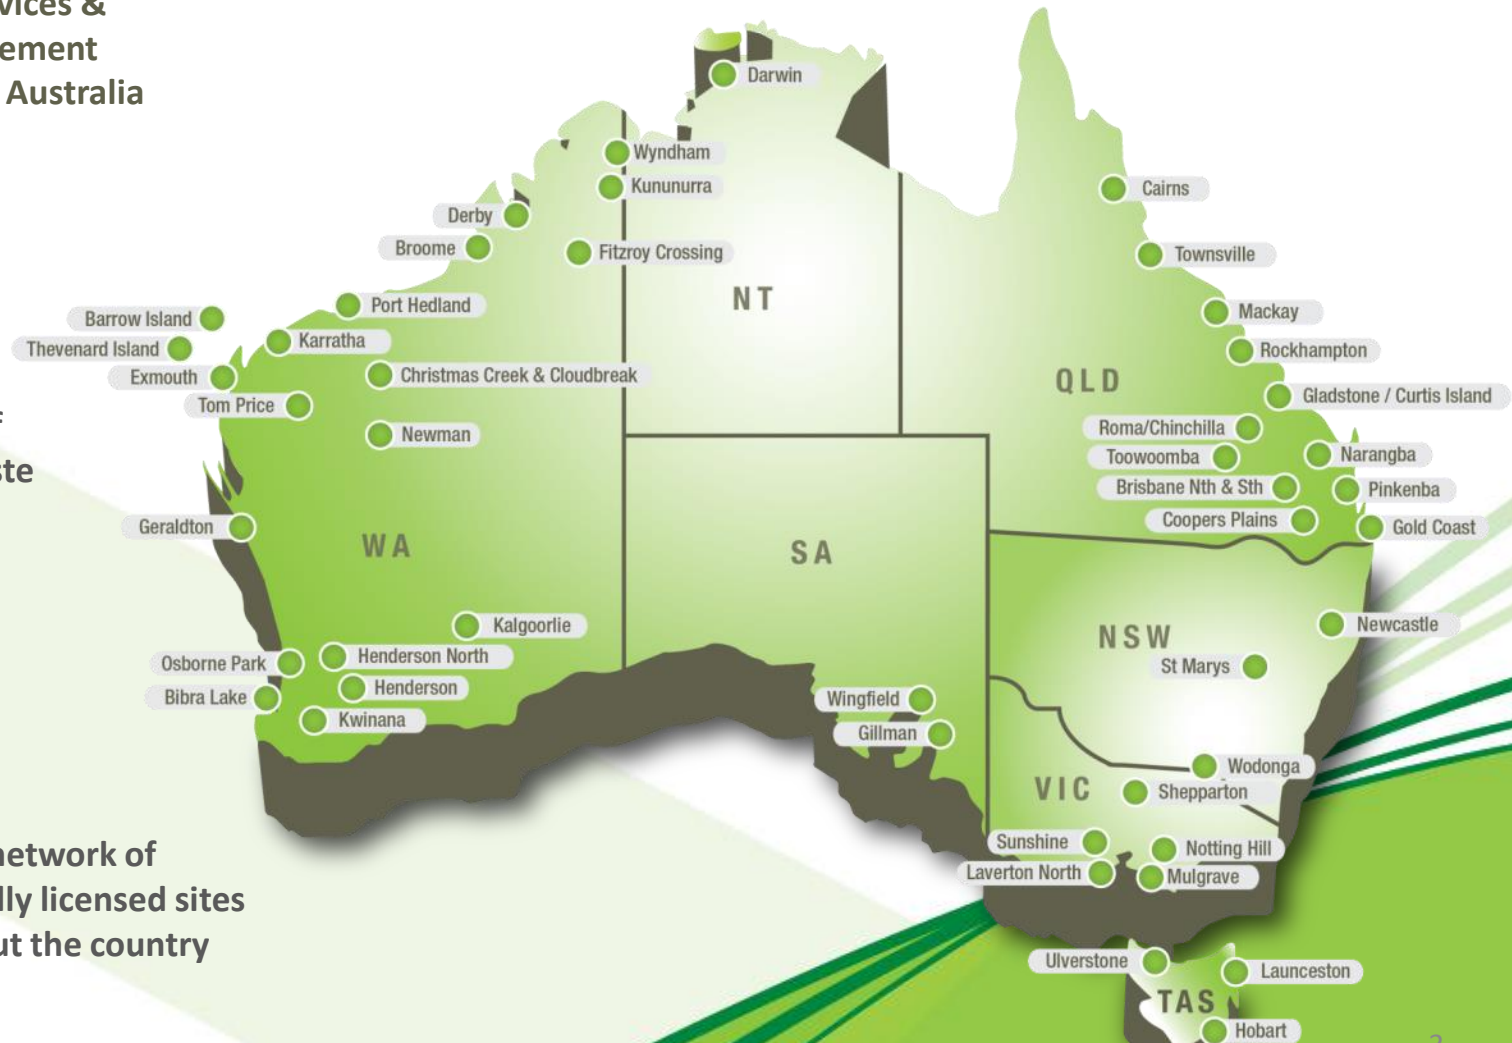 vices &
ement
Australia
ste
network of
lly licensed sites
ut the country
Darwin
Wyndham
Kununurra
Derby
Broome
Fitzroy Crossing
Port Hedland
Barrow Island
Karratha
Thevenard Island
Exmouth
Christmas Creek & Cloudbreak
Tom Price
Newman
Geraldton
WA
Kalgoorlie
Henderson North
Osborne Park
Henderson
Bibra Lake
Kwinana
NT
SA
Wingfield
Gillman
Cairns
Townsville
Mackay
Rockhampton
QLD
Gladstone / Curtis Island
Roma/Chinchilla
Narangba
Toowoomba
Brisbane Nth & Sth
Pinkenba
Coopers Plains
Gold Coast
NSW
Newcastle
St Marys
Wodonga
VIC
Shepparton
Sunshine
Notting Hill
Laverton North
Mulgrave
Ulverstone
Launceston
TAS
Hobart